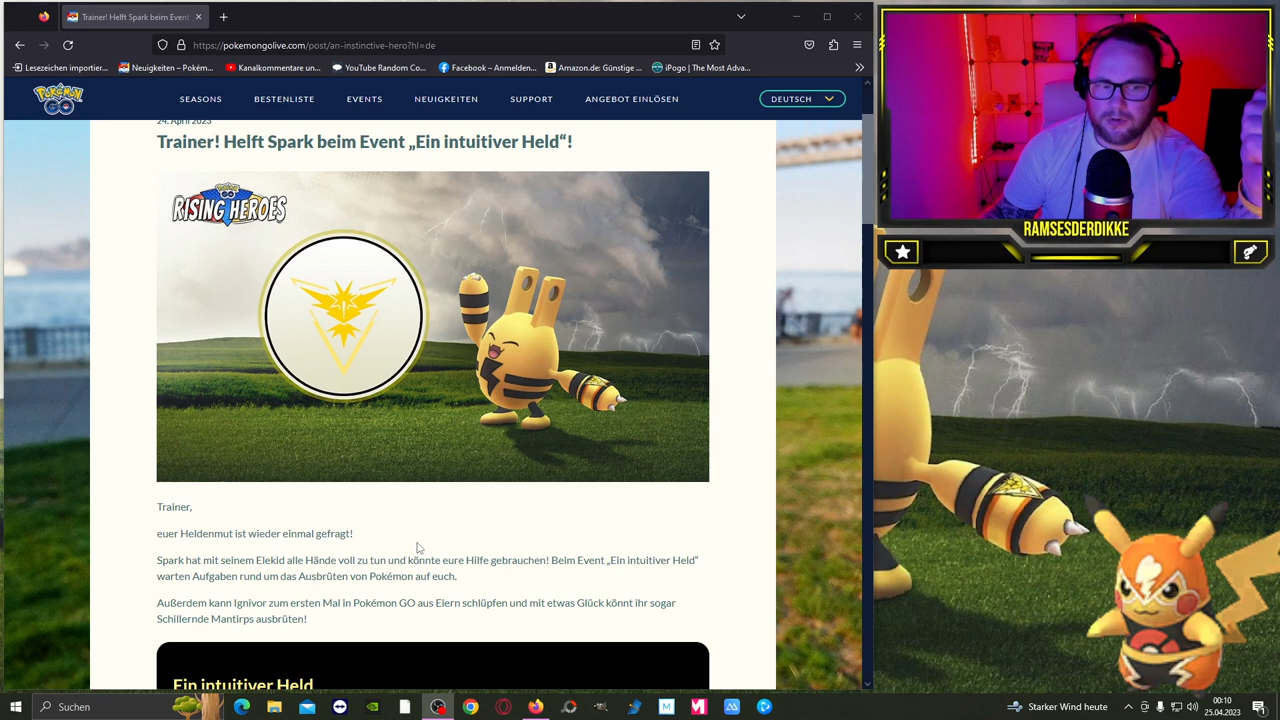 Trainer! Helft Spark beim Event
https://pokemongolive.com/post/an-instinctive-hero?hl=de
Lesezeichen importier...
Neuigkeiten – Pokém...
Kanalkommentare un...
YouTube Random Co...
Facebook – Anmelden...
Amazon.de: Günstige ...
iPogo | The Most Adva...
POKÉMON GO
SEASONS
BESTENLISTE
EVENTS
NEUIGKEITEN
SUPPORT
ANGEBOT EINLÖSEN
DEUTSCH
24. April 2023
Trainer! Helft Spark beim Event „Ein intuitiver Held“!
RISING HEROES
Trainer,
euer Heldenmut ist wieder einmal gefragt!
Spark hat mit seinem Elekid alle Hände voll zu tun und könnte eure Hilfe gebrauchen! Beim Event „Ein intuitiver Held“
warten Aufgaben rund um das Ausbrüten von Pokémon auf euch.
Außerdem kann Ignivor zum ersten Mal in Pokémon GO aus Eiern schlüpfen und mit etwas Glück könnt ihr sogar
Schillernde Mantirps ausbrüten!
Ein intuitiver Held
RAMSESDERDIKKE
Suchen
Starker Wind heute
00:10
25.04.2023